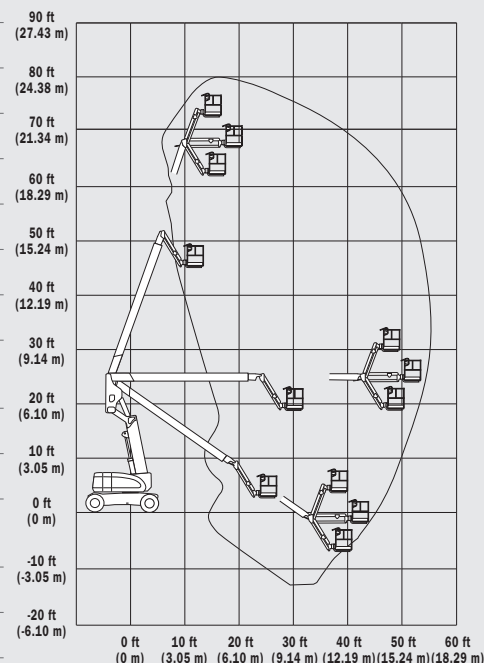 90 ft
(27.43 m)
80 ft
(24.38 m)
70 ft
(21.34 m)
60 ft
(18.29 m)
50 ft
(15.24 m)
40 ft
(12.19 m)
30 ft
(9.14 m)
20 ft
(6.10 m)
10 ft
(3.05 m)
0 ft
(0 m)
-10 ft
(-3.05 m)
-20 ft
(-6.10 m)
0 ft 10 ft 20 ft 30 ft 40 ft 50 ft 60 ft
(0 m) (3.05 m) (6.10 m) (9.14 m) (12.19 m) (15.24 m) (18.29 m)